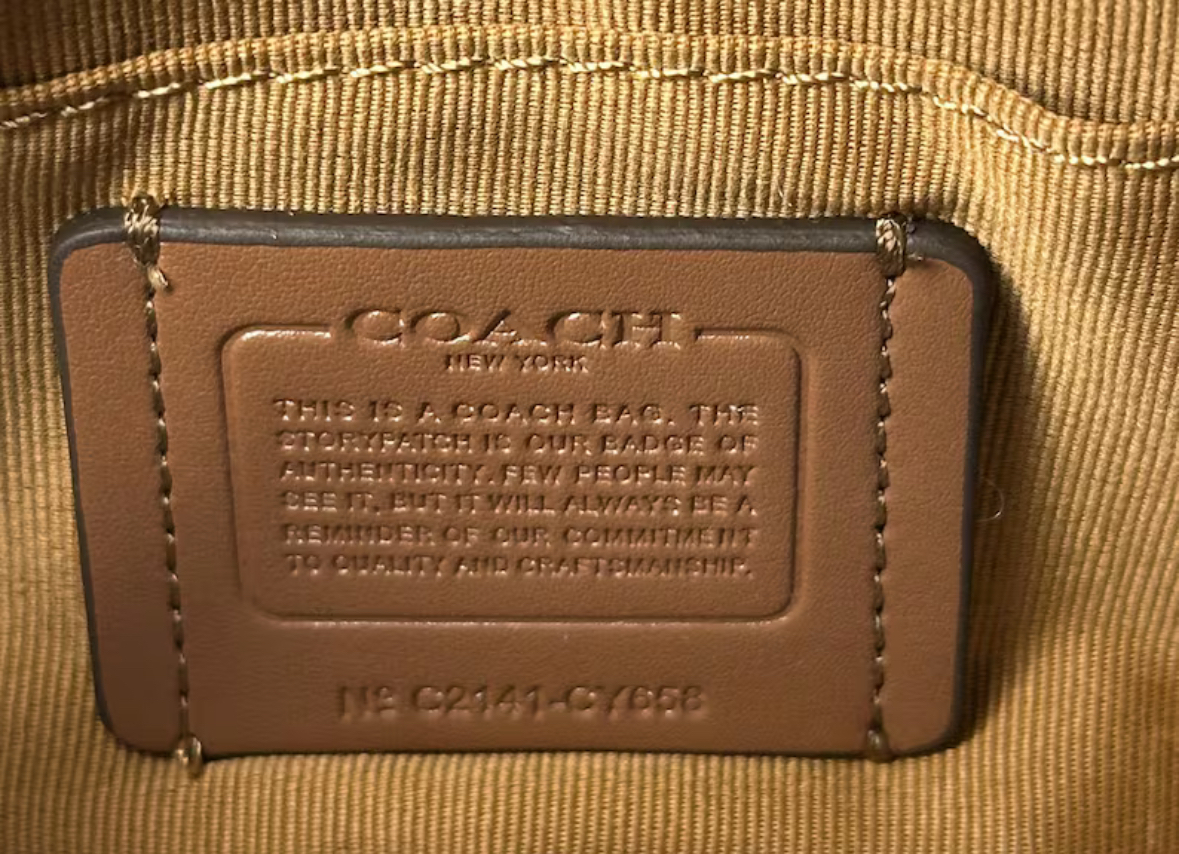 COACH
NEW YORK
THIS IS A COACH BAG. THE
STORYPATCH IS OUR BADGE OF
AUTHENTICITY. FEW PEOPLE MAY
SEE IT, BUT IT WILL ALWAYS BE A
REMINDER OF OUR COMMITMENT
TO QUALITY AND CRAFTSMANSHIP.
Nº C2141-CY658